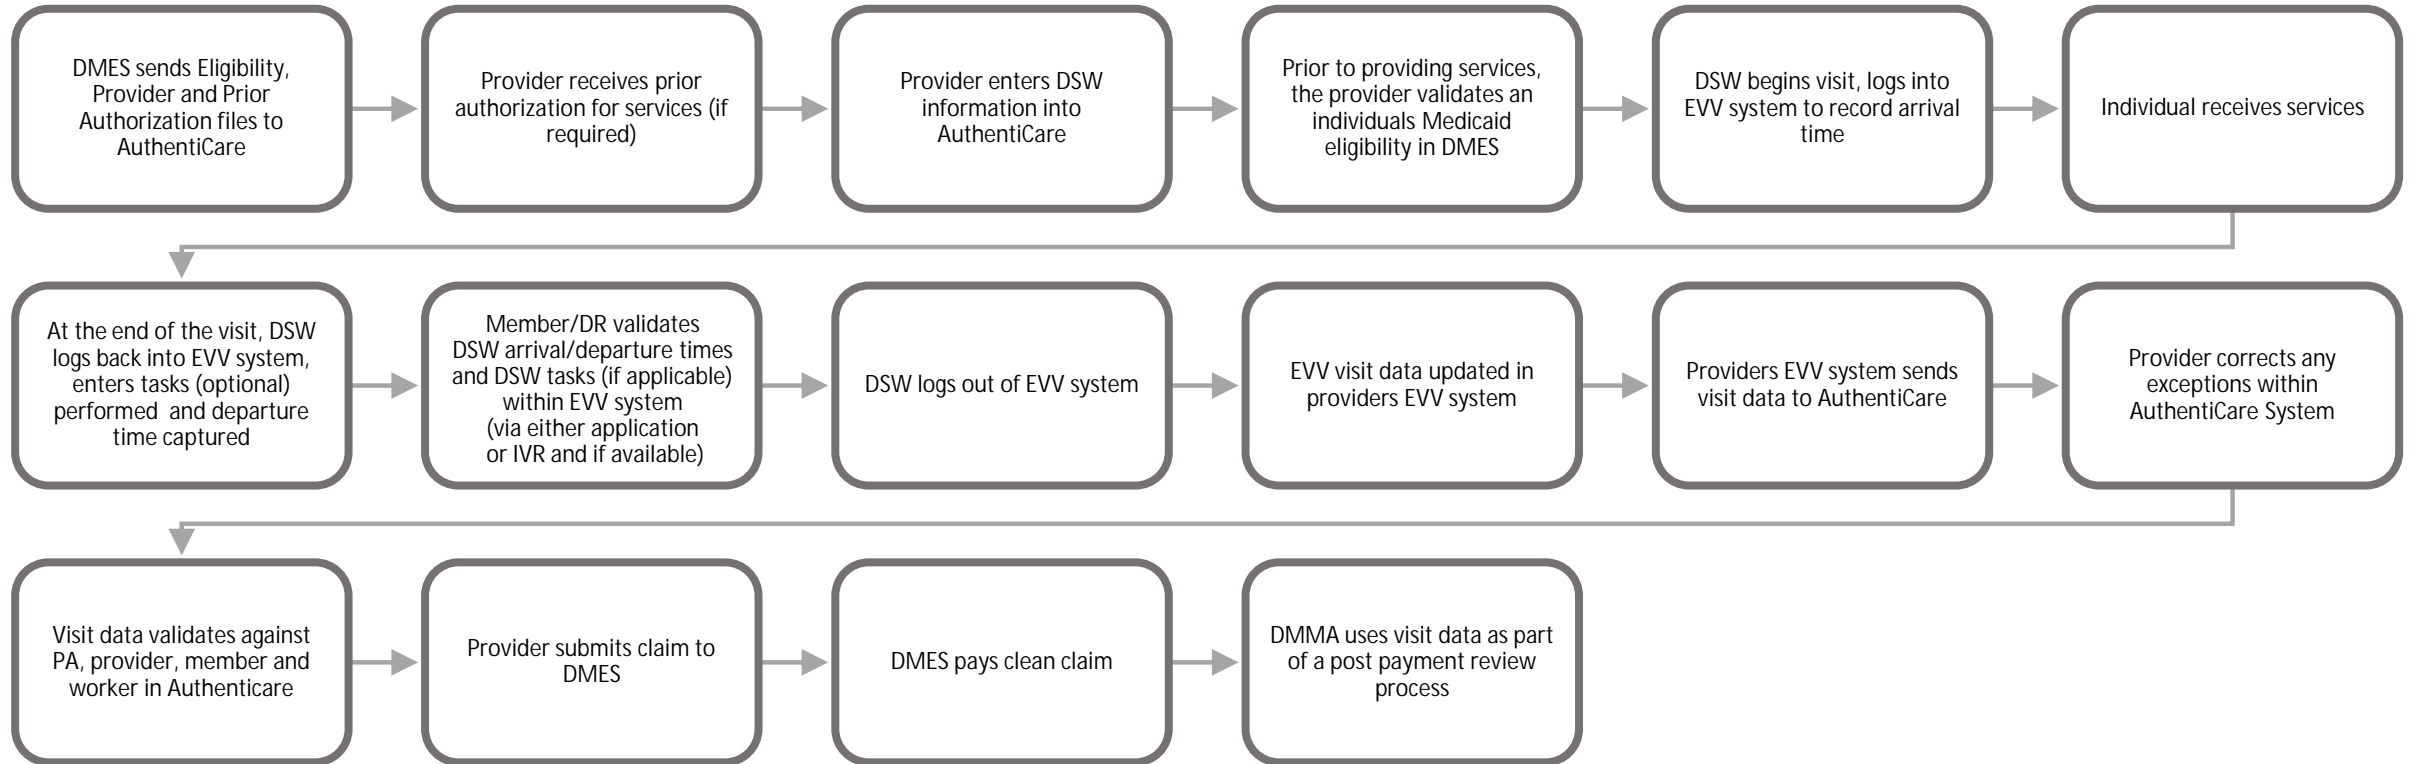 DMES sends Eligibility,
Provider and Prior
Authorization files to
AuthentiCare
Provider receives prior
authorization for services (if
required)
Provider enters DSW
information into
AuthentiCare
Prior to providing services,
the provider validates an
individuals Medicaid
eligibility in DMES
DSW begins visit, logs into
EVV system to record arrival
time
Individual receives services
At the end of the visit, DSW
logs back into EVV system,
enters tasks (optional)
performed and departure
time captured
Member/DR validates
DSW arrival/departure times
and DSW tasks (if applicable)
within EVV system
(via either application
or IVR and if available)
DSW logs out of EVV system
EVV visit data updated in
providers EVV system
Providers EVV system sends
visit data to AuthentiCare
Provider corrects any
exceptions within
AuthentiCare System
Visit data validates against
PA, provider, member and
worker in Authenticare
Provider submits claim to
DMES
DMES pays clean claim
DMMA uses visit data as part
of a post payment review
process